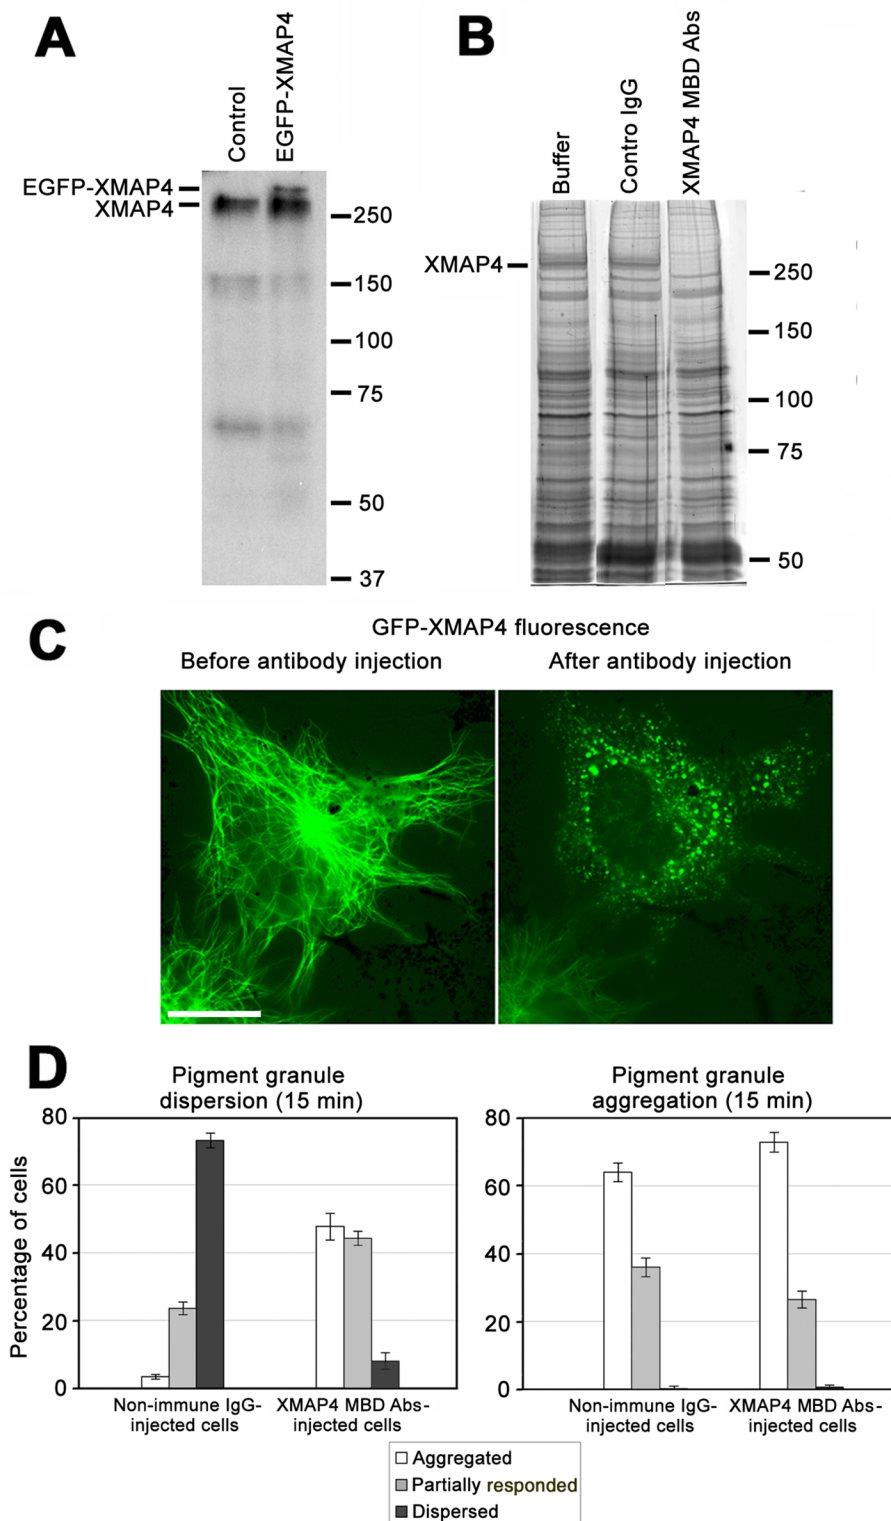 A
Control
EGFP-XMAP4
EGFP-XMAP4
XMAP4
250
150
100
75
50
37
B
Buffer
Contro IgG
XMAP4 MBD Abs
XMAP4
250
150
100
75
50
C
GFP-XMAP4 fluorescence
Before antibody injection
After antibody injection
D
Pigment granule
dispersion (15 min)
Percentage of cells
80
60
40
20
0
Non-immune IgG-
injected cells
XMAP4 MBD Abs-
injected cells
Pigment granule
aggregation (15 min)
80
60
40
20
0
Non-immune IgG-
injected cells
XMAP4 MBD Abs-
injected cells
Aggregated
Partially responded
Dispersed